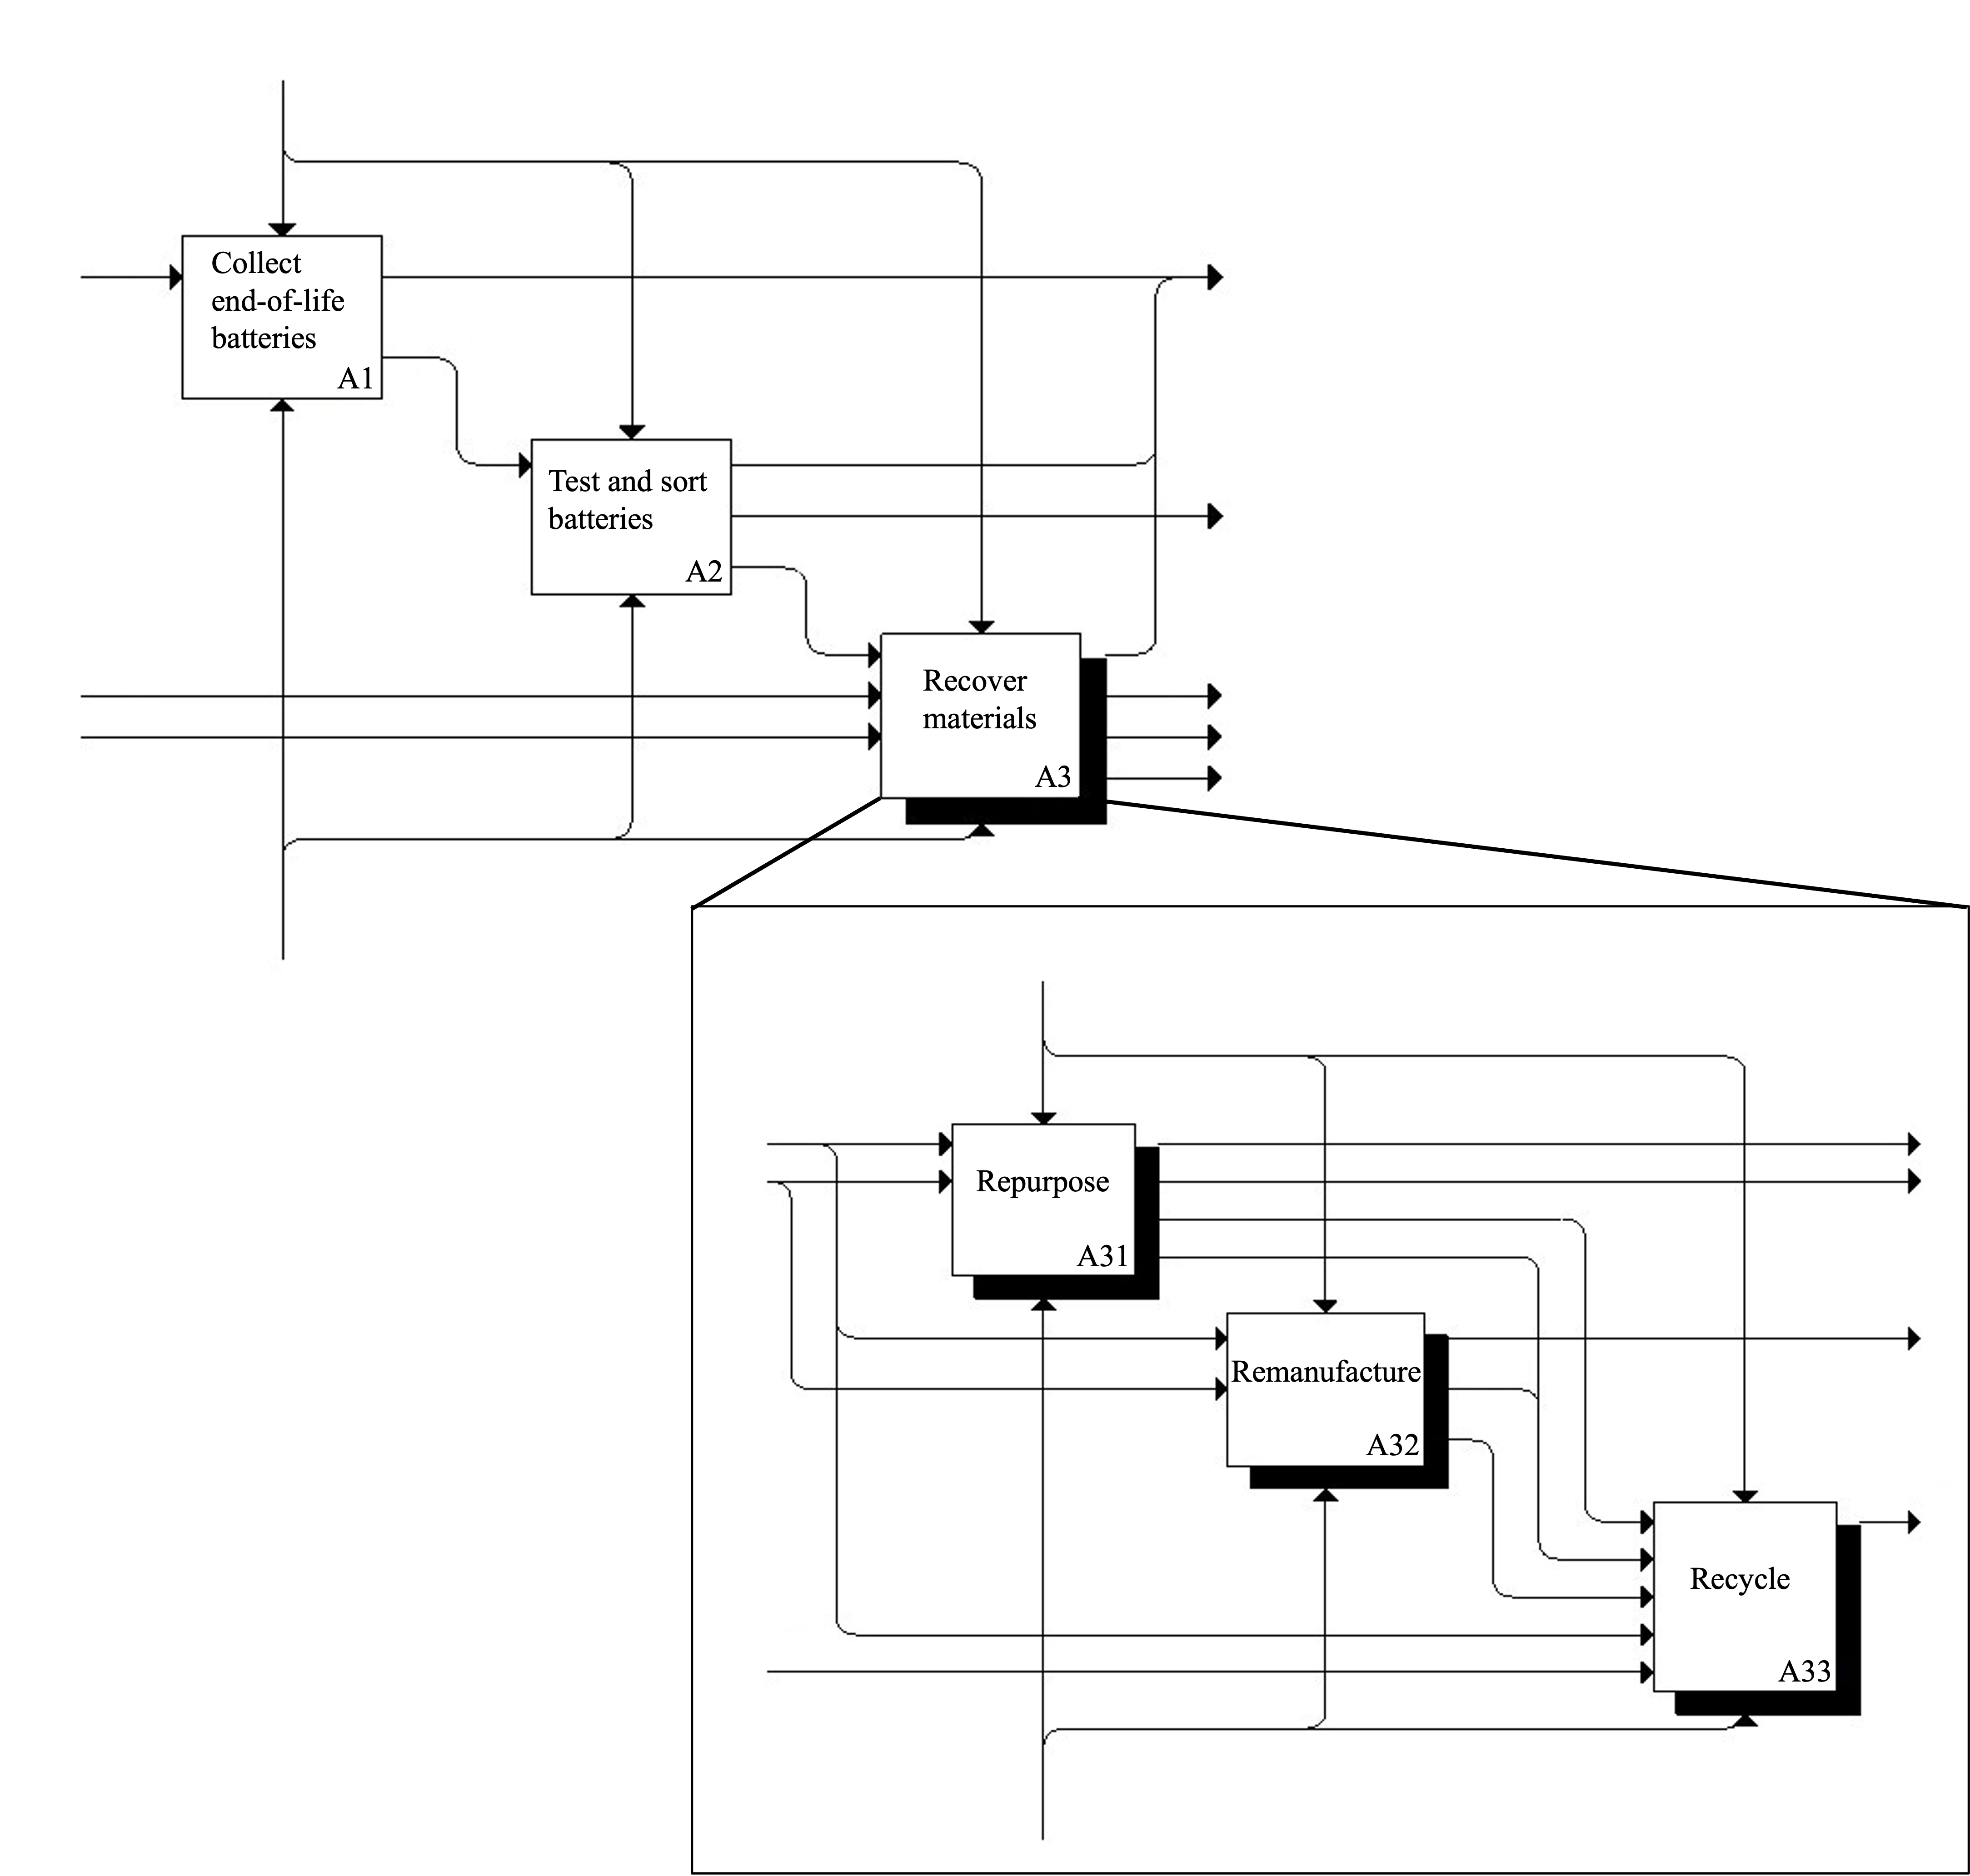 Collect
end-of-life
batteries
A1
Test and sort
batteries
A2
Recover
materials
A3
Repurpose
A31
Remanufacture
A32
Recycle
A33